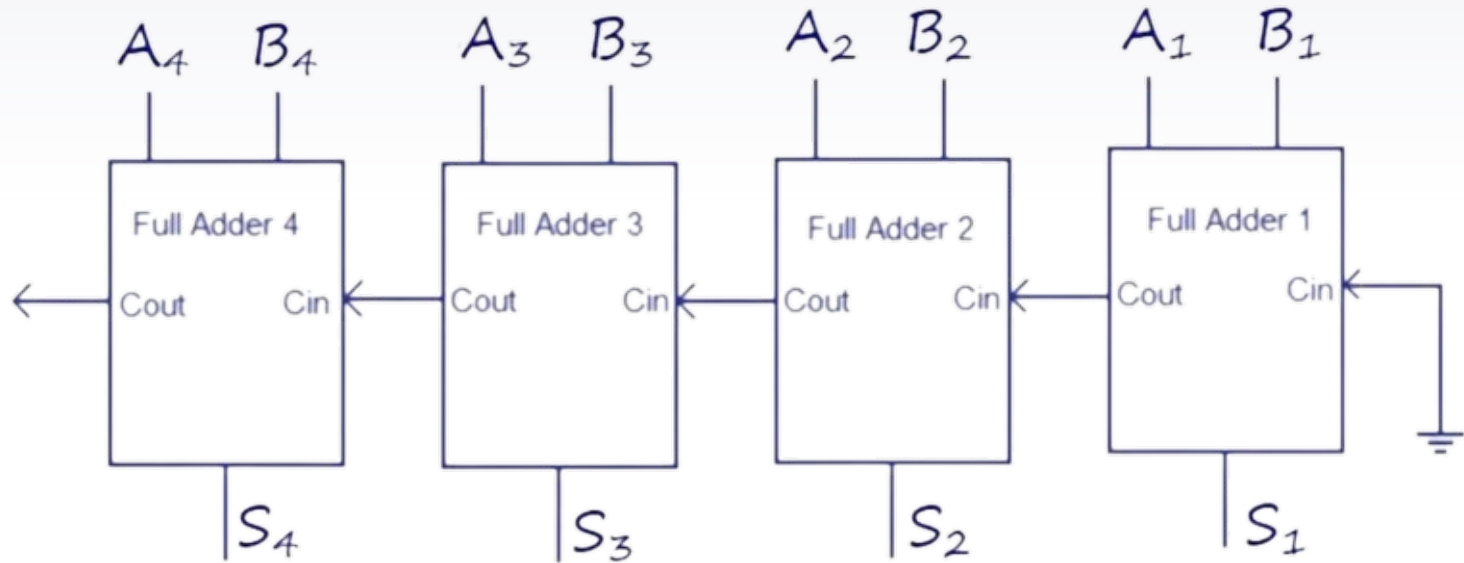 A₄ B₄ A₃ B₃ A₂ B₂ A₁ B₁
Full Adder 4 Full Adder 3 Full Adder 2 Full Adder 1
Cout Cin Cout Cin Cout Cin Cout Cin
S₄ S₃ S₂ S₁